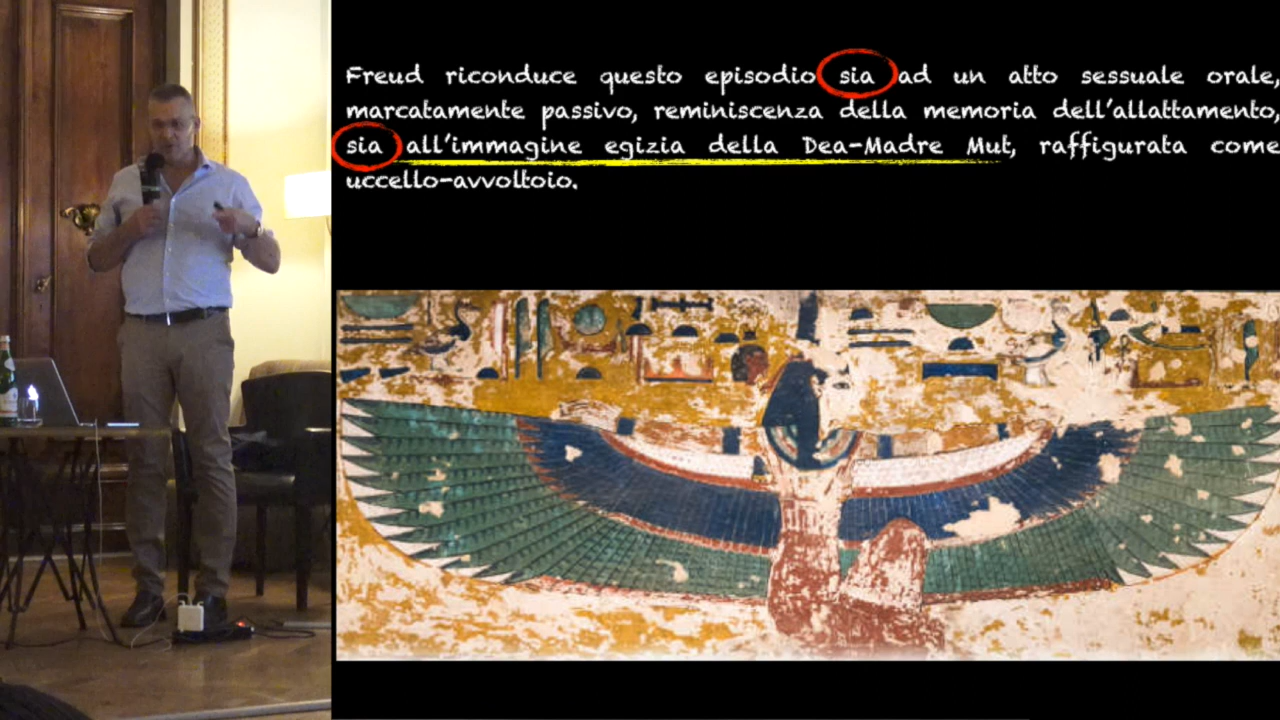 Freud riconduce questo episodio sia ad un atto sessuale orale,
marcatamente passivo, reminiscenza della memoria dell'allattamento,
sia all'immagine egizia della Dea-Madre Mut, raffigurata come
uccello-avvoltoio.